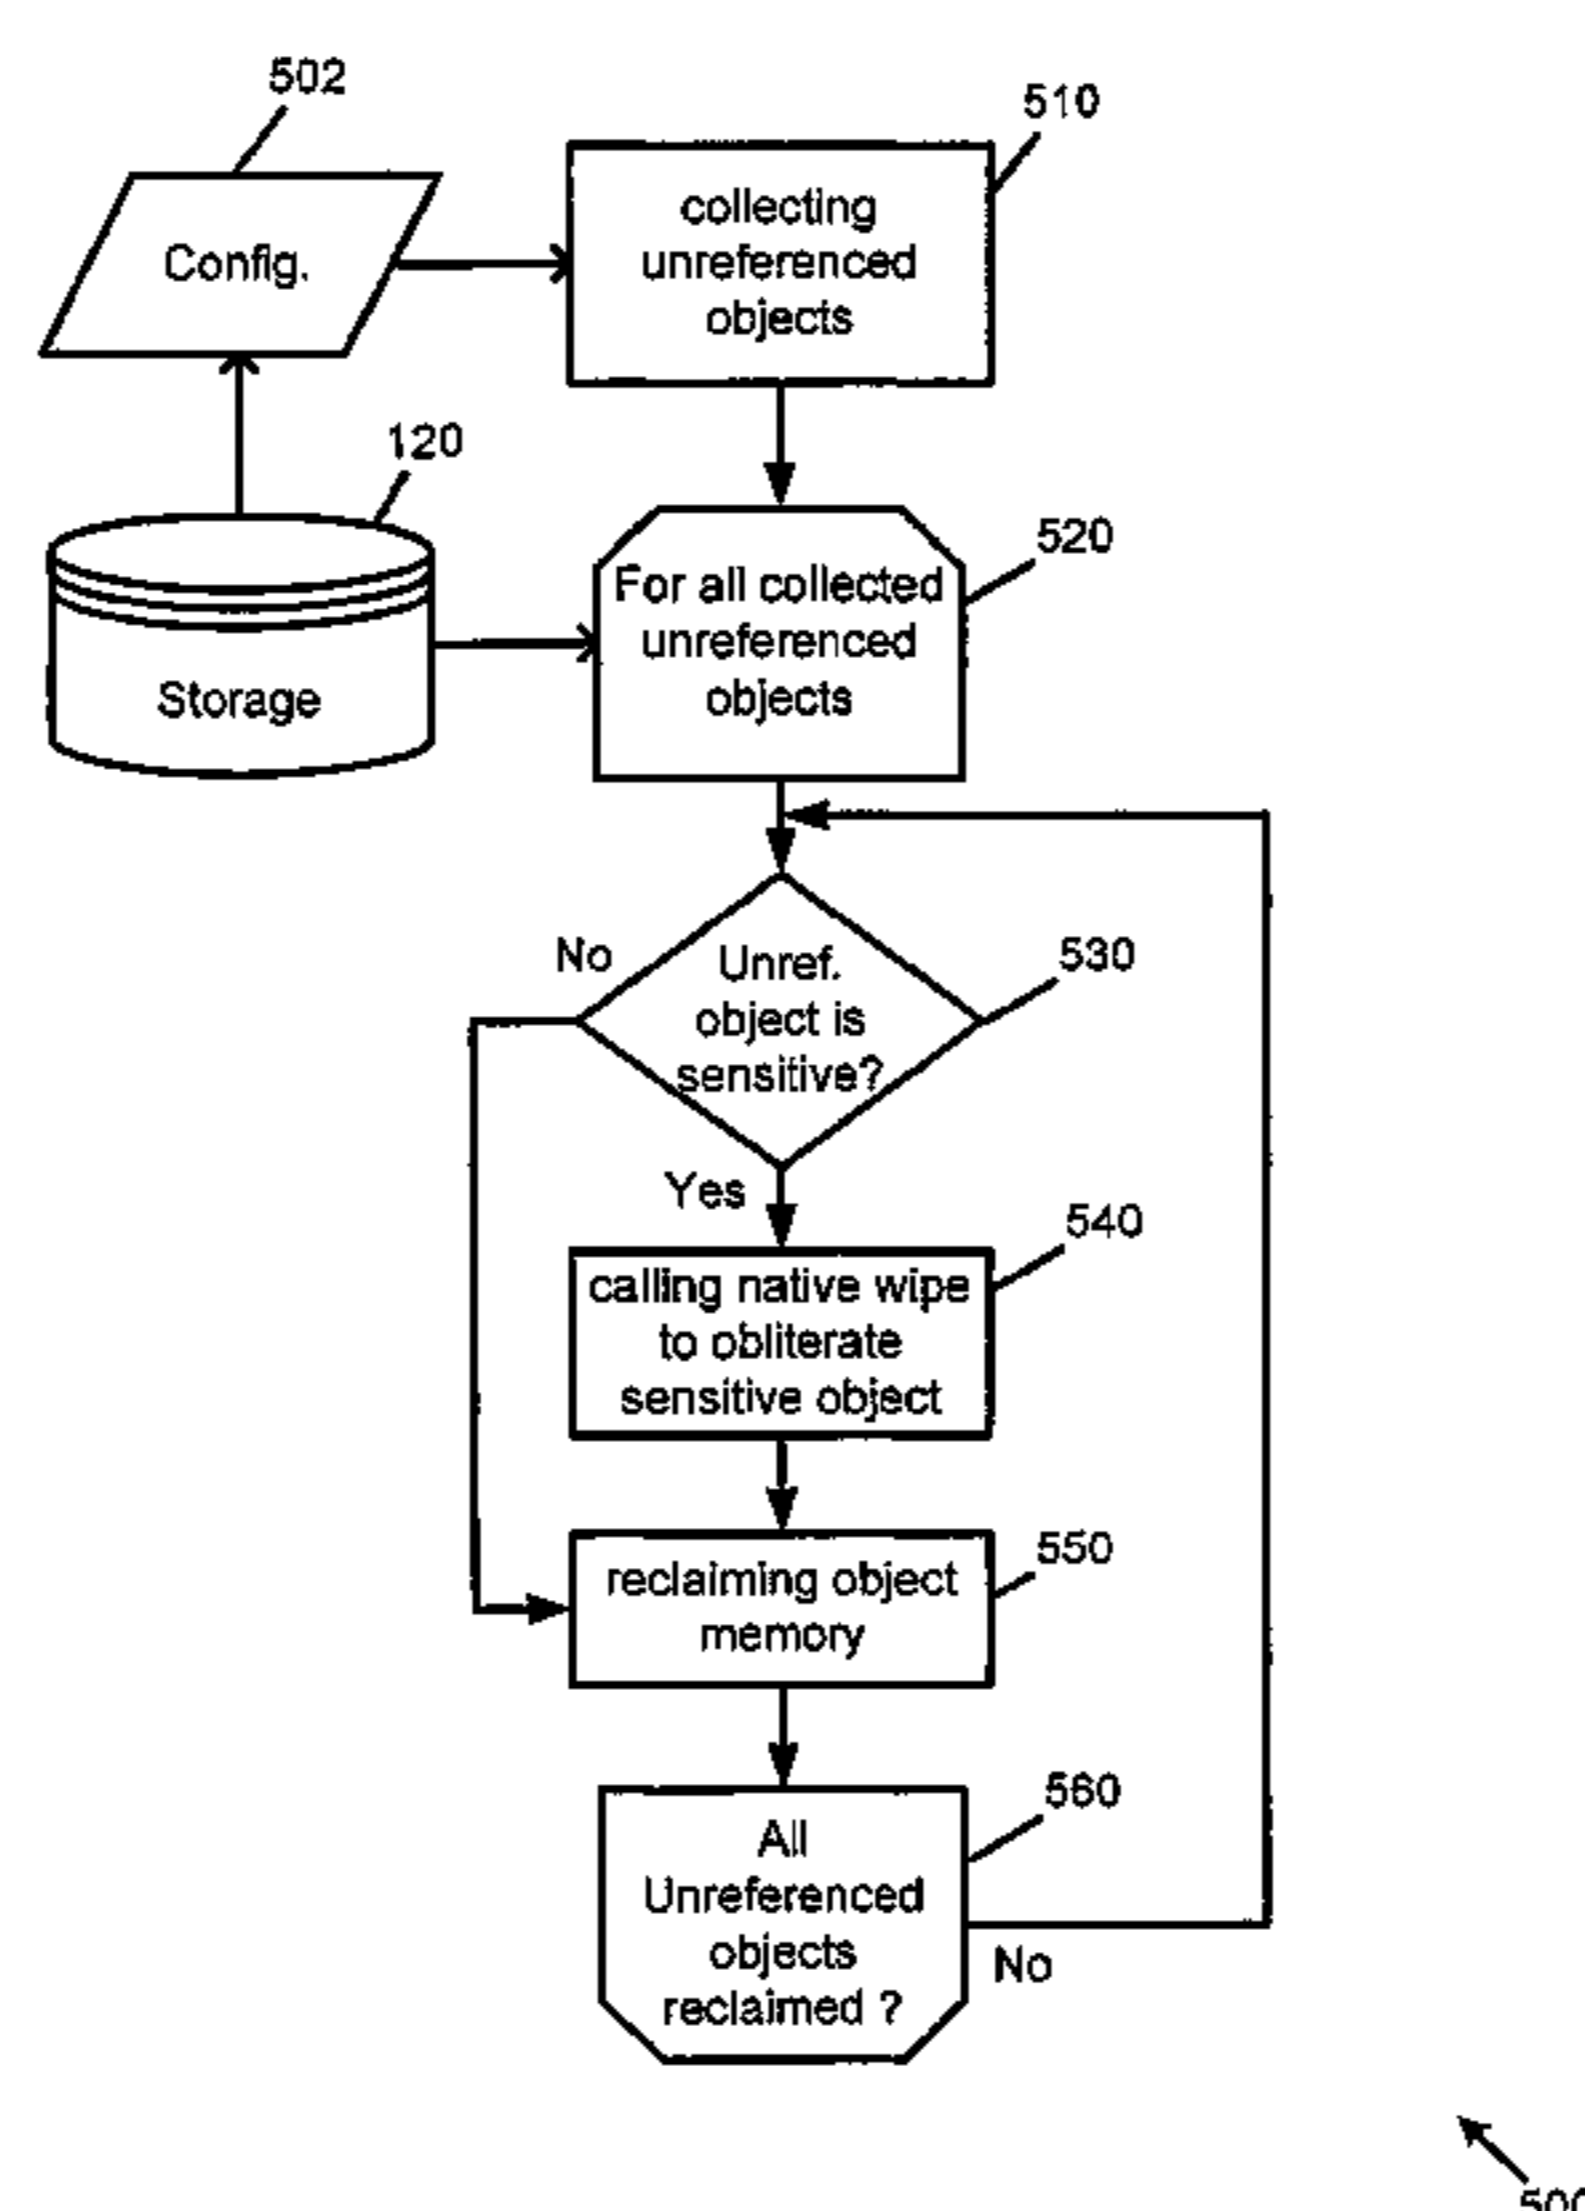 502
510
Config.
collecting
unreferenced
objects
120
520
For all collected
unreferenced
objects
Storage
No
530
Unref.
object is
sensitive?
Yes
540
calling native wipe
to obliterate
sensitive object
550
reclaiming object
memory
560
All
Unreferenced
objects
reclaimed ?
No
500